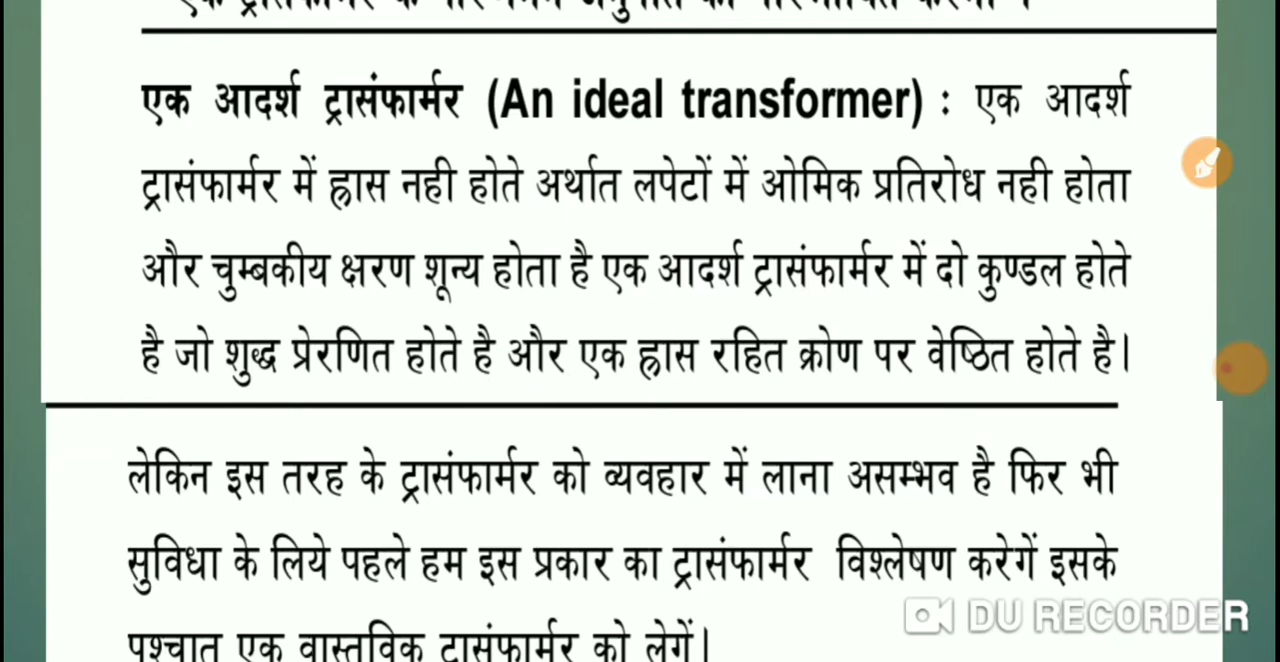 एक आदर्श ट्रासंफार्मर (An ideal transformer) : एक आदर्श
ट्रासंफार्मर में ह्रास नही होते अर्थात लपेटों में ओमिक प्रतिरोध नही होता
और चुम्बकीय क्षरण शून्य होता है एक आदर्श ट्रासंफार्मर में दो कुण्डल होते
है जो शुद्ध प्रेरणित होते है और एक ह्रास रहित क्रोण पर वेष्ठित होते है।
लेकिन इस तरह के ट्रासंफार्मर को व्यवहार में लाना असम्भव है फिर भी
सुविधा के लिये पहले हम इस प्रकार का ट्रासंफार्मर विश्लेषण करेगें इसके
पश्चात एक वास्तविक ट्रासंफार्मर को लेगें।
DU RECORDER